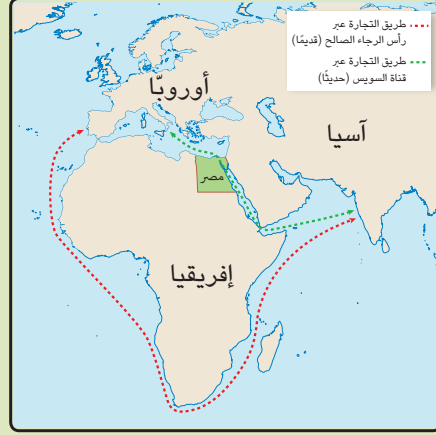 طريق التجارة عبر
رأس الرجاء الصالح (قديمًا)
طريق التجارة عبر
قناة السويس (حديثًا)
أوروبّا
آسيا
مصر
إفريقيا